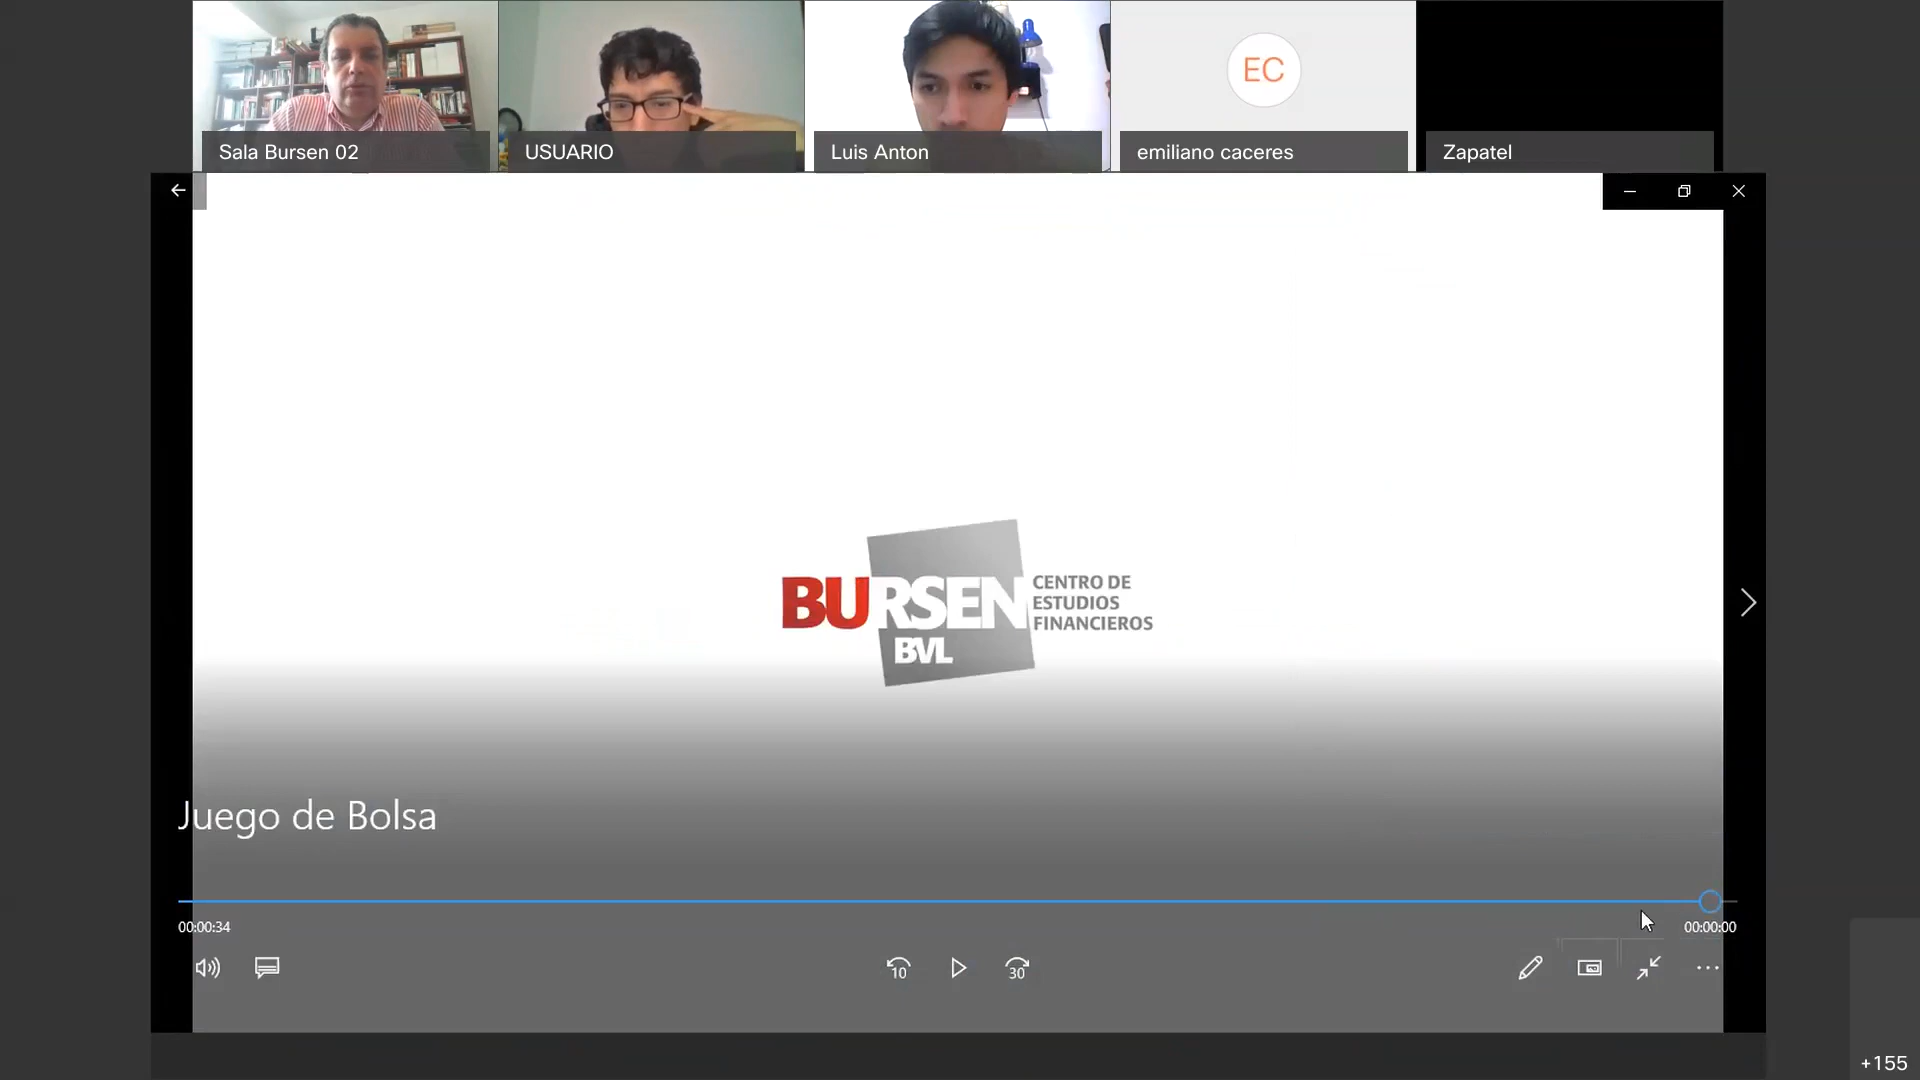 Sala Bursen 02
USUARIO
Luis Anton
EC
emiliano caceres
Zapatel
BURSEN
BVL
CENTRO DE
ESTUDIOS
FINANCIEROS
Juego de Bolsa
00:00:34
00:00:00
10
30
+155